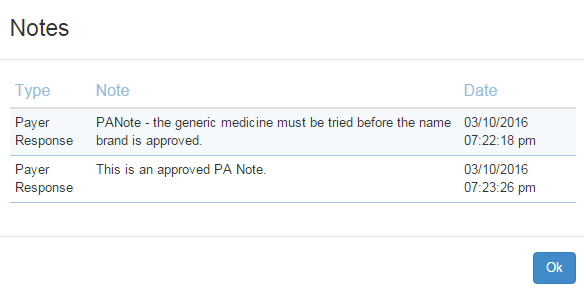 Notes
Type Note Date
Payer PANote - the generic medicine must be tried before the name 03/10/2016
Response brand is approved. 07:22:18 pm
Payer This is an approved PA Note. 03/10/2016
Response 07:23:26 pm
Ok